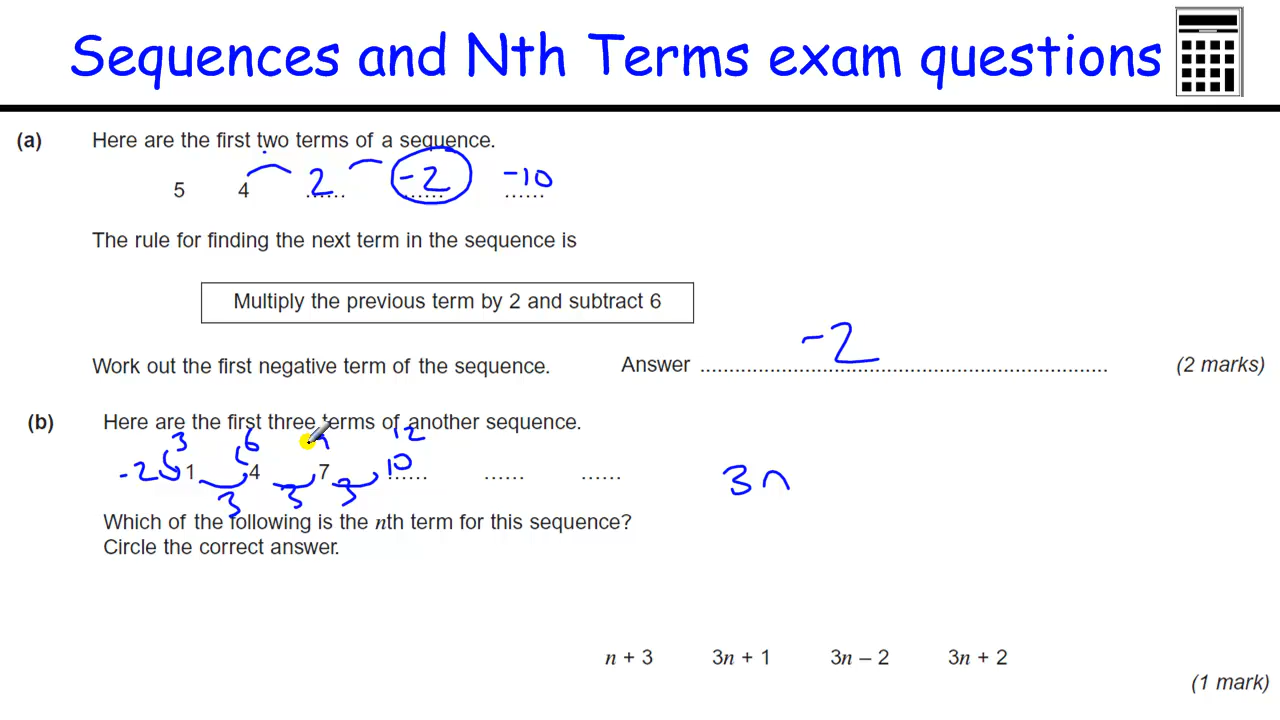 Sequences and Nth Terms exam questions
(a) Here are the first two terms of a sequence.
5 4 2 -2 -10
The rule for finding the next term in the sequence is
Multiply the previous term by 2 and subtract 6
Work out the first negative term of the sequence. Answer -2 (2 marks)
(b) Here are the first three terms of another sequence.
3 6 12
-2 1 4 7 10 ...... ......
3 3 3
3n
Which of the following is the nth term for this sequence?
Circle the correct answer.
n + 3 3n + 1 3n – 2 3n + 2
(1 mark)